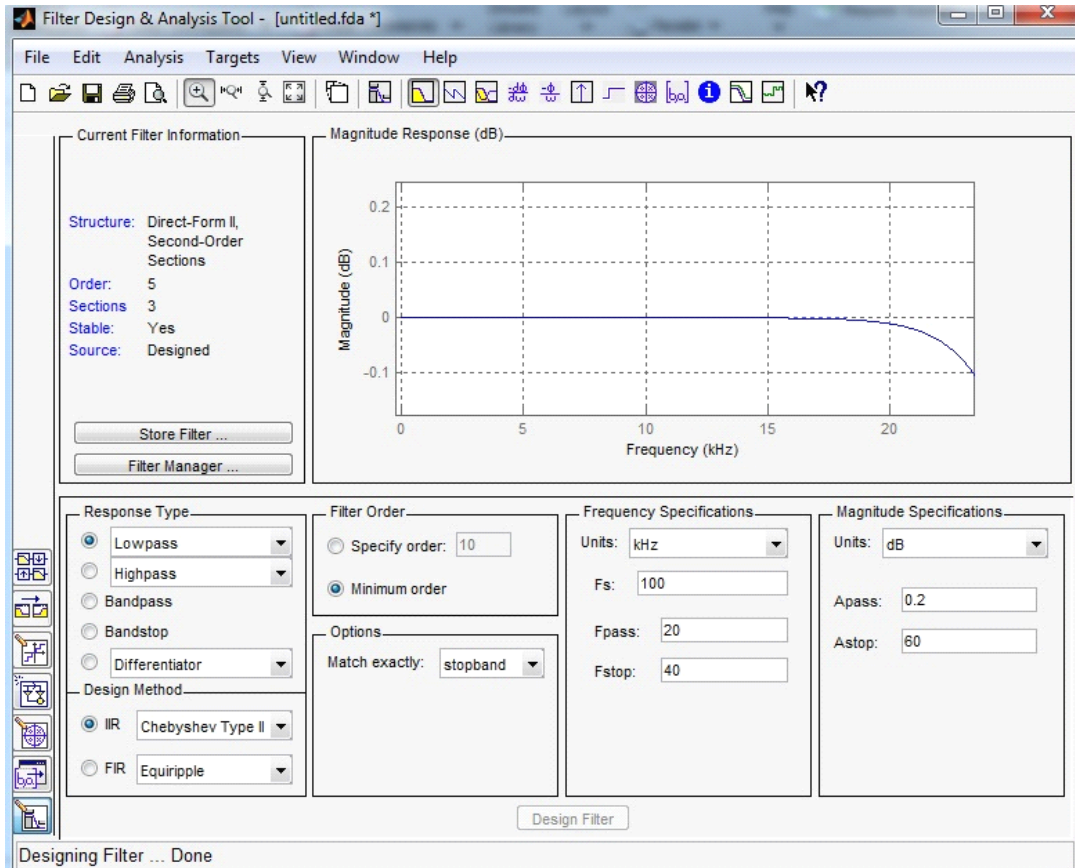 Filter Design & Analysis Tool - [untitled.fda *]
File Edit Analysis Targets View Window Help
Current Filter Information
Structure: Direct-Form II,
Second-Order
Sections
Order: 5
Sections 3
Stable: Yes
Source: Designed
Store Filter ...
Filter Manager ...
Magnitude Response (dB)
0.2
0.1
0
-0.1
Magnitude (dB)
0 5 10 15 20
Frequency (kHz)
Response Type
Lowpass
Highpass
Bandpass
Bandstop
Differentiator
Design Method
IIR Chebyshev Type II
FIR Equiripple
Filter Order
Specify order: 10
Minimum order
Options
Match exactly: stopband
Frequency Specifications
Units: kHz
Fs: 100
Fpass: 20
Fstop: 40
Magnitude Specifications
Units: dB
Apass: 0.2
Astop: 60
Design Filter
Designing Filter ... Done